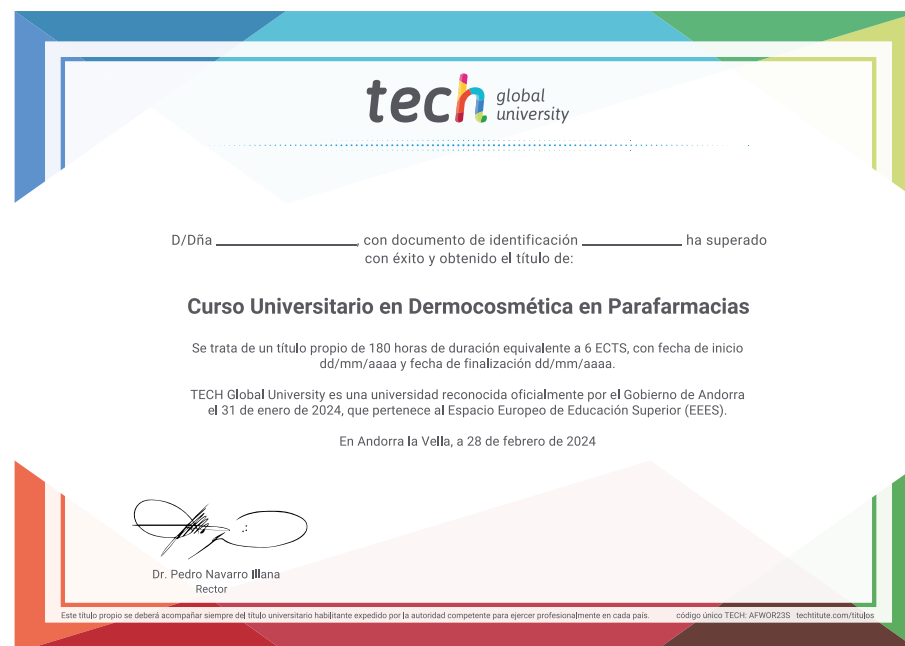 tech global university
D/Dña ____________________, con documento de identificación ______________ ha superado
con éxito y obtenido el título de:
Curso Universitario en Dermocosmética en Parafarmacias
Se trata de un título propio de 180 horas de duración equivalente a 6 ECTS, con fecha de inicio
dd/mm/aaaa y fecha de finalización dd/mm/aaaa.
TECH Global University es una universidad reconocida oficialmente por el Gobierno de Andorra
el 31 de enero de 2024, que pertenece al Espacio Europeo de Educación Superior (EEES).
En Andorra la Vella, a 28 de febrero de 2024
Dr. Pedro Navarro Illana
Rector
Este título propio se deberá acompañar siempre del título universitario habilitante expedido por la autoridad competente para ejercer profesionalmente en cada país. código único TECH: AFWOR23S techtitute.com/titulos